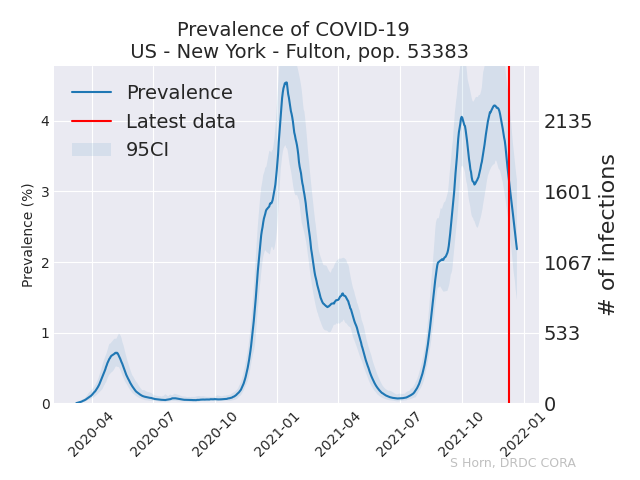 Prevalence of COVID-19
US - New York - Fulton, pop. 53383
Prevalence
Latest data
95CI
Prevalence (%)
4
3
2
1
0
2135
1601
1067
533
0
# of infections
2020-04
2020-07
2020-10
2021-01
2021-04
2021-07
2021-10
2022-01
S Horn, DRDC CORA